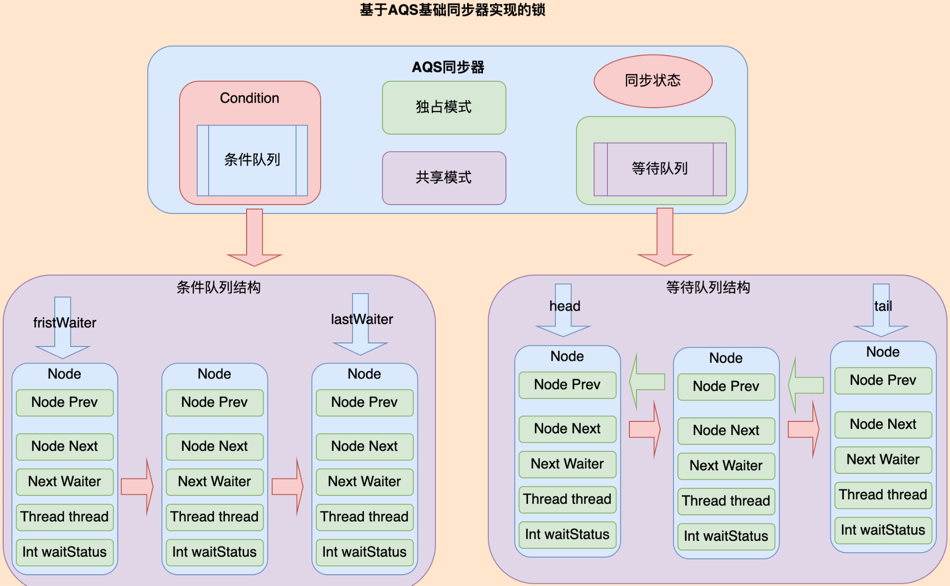 基于AQS基础同步器实现的锁
AQS同步器
Condition
条件队列
独占模式
共享模式
同步状态
等待队列
条件队列结构
fristWaiter
lastWaiter
Node
Node Prev
Node Next
Next Waiter
Thread thread
Int waitStatus
Node
Node Prev
Node Next
Next Waiter
Thread thread
Int waitStatus
Node
Node Prev
Node Next
Next Waiter
Thread thread
Int waitStatus
等待队列结构
head
tail
Node
Node Prev
Node Next
Next Waiter
Thread thread
Int waitStatus
Node
Node Prev
Node Next
Next Waiter
Thread thread
Int waitStatus
Node
Node Prev
Node Next
Next Waiter
Thread thread
Int waitStatus